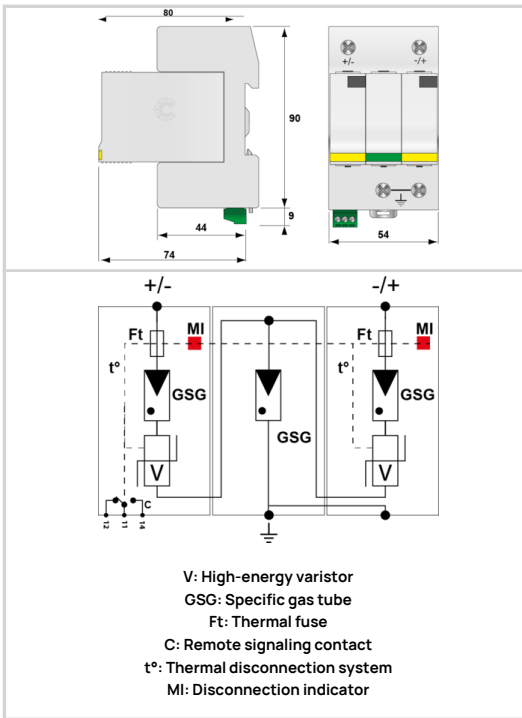 80
+/-
-/+
90
9
44
74
54
+/-
-/+
Ft
MI
Ft
MI
t°
t°
GSG
GSG
GSG
V
V
C
12
11
14
V: High-energy varistor
GSG: Specific gas tube
Ft: Thermal fuse
C: Remote signaling contact
t°: Thermal disconnection system
MI: Disconnection indicator